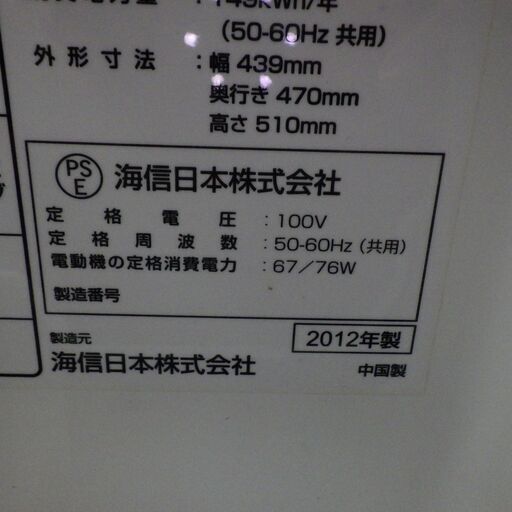 149kWh/年
(50-60Hz 共用)
外形寸法:幅 439mm
奥行き 470mm
高さ 510mm
PS
E
海信日本株式会社
定格電圧:100V
定格周波数:50-60Hz(共用)
電動機の定格消費電力:67/76W
製造番号
製造元
2012年製
海信日本株式会社
中国製